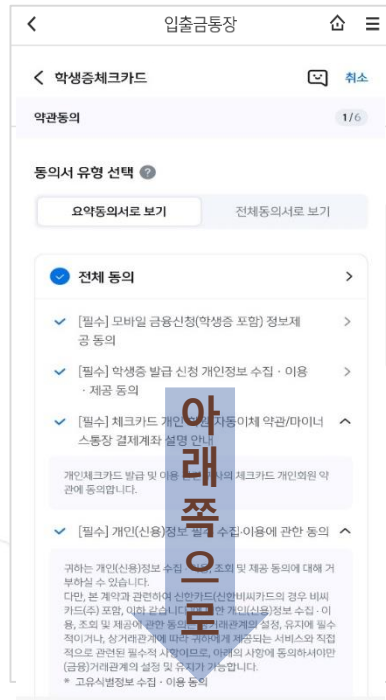 입출금통장
학생증체크카드
취소
약관동의
1/6
동의서 유형 선택 ?
요약동의서로 보기
전체동의서로 보기
전체 동의
[필수] 모바일 금융신청(학생증 포함) 정보제
공 동의
[필수] 학생증 발급 신청 개인정보 수집 · 이용
· 제공 동의
[필수] 체크카드 개인 회원 자동이체 약관/마이너
스통장 결제계좌 설명 안내
개인체크카드 발급 및 이용 체크카드 개인회원 약
관에 동의합니다.
[필수] 개인(신용)정보 필수 수집·이용에 관한 동의
귀하는 개인(신용)정보 수집 · 이용, 조회 및 제공 동의에 대해 거
부하실 수 있습니다.
다만, 본 계약과 관련하여 신한카드(신한비씨카드의 경우 비씨
카드(주) 포함, 이하 같습니다) 개인(신용)정보 수집 · 이
용, 조회 및 제공에 관한 동의는 설정, 유지에 필수
적이거나, 상거래관계에 따라 귀하에게 제공되는 서비스와 직접
적으로 관련된 필수적 사항이므로, 아래의 사항에 동의하셔야만
(금융)거래관계의 설정 및 유지가 가능합니다.
* 고유식별정보 수집 · 이용 동의
아래쪽으로